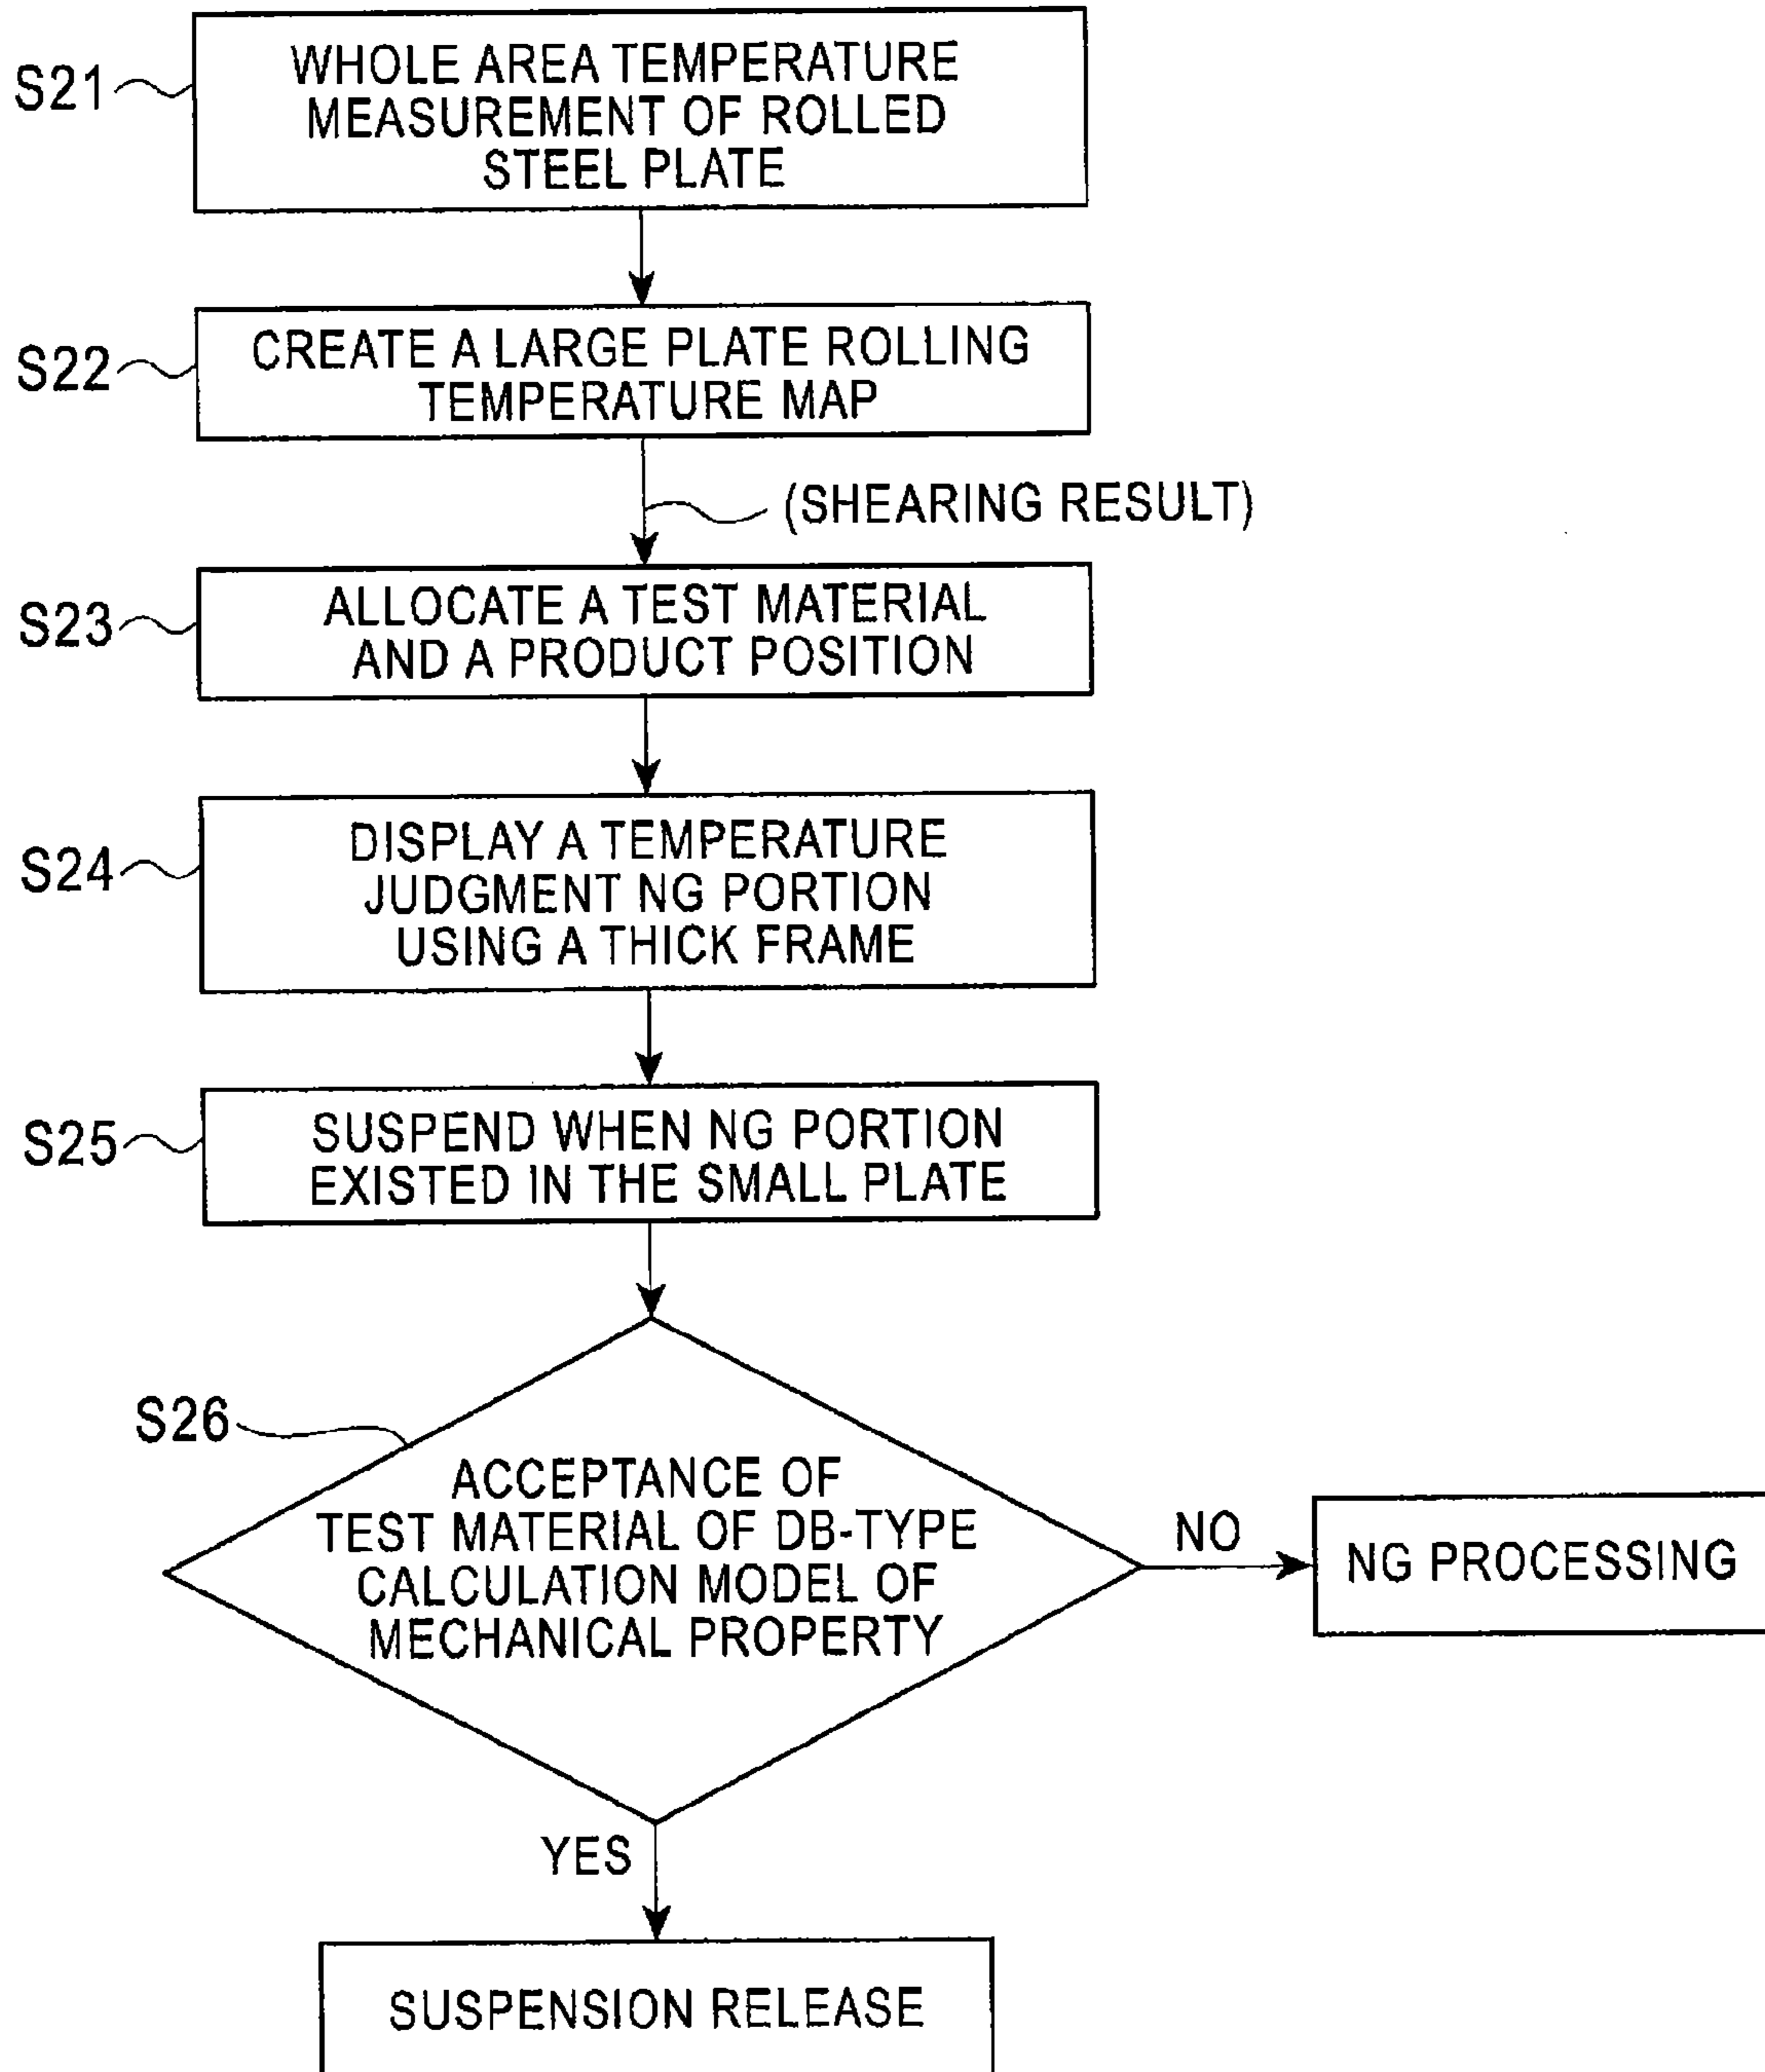 S21
WHOLE AREA TEMPERATURE
MEASUREMENT OF ROLLED
STEEL PLATE
S22
CREATE A LARGE PLATE ROLLING
TEMPERATURE MAP
(SHEARING RESULT)
S23
ALLOCATE A TEST MATERIAL
AND A PRODUCT POSITION
S24
DISPLAY A TEMPERATURE
JUDGMENT NG PORTION
USING A THICK FRAME
S25
SUSPEND WHEN NG PORTION
EXISTED IN THE SMALL PLATE
S26
ACCEPTANCE OF
TEST MATERIAL OF DB-TYPE
CALCULATION MODEL OF
MECHANICAL PROPERTY
NO
NG PROCESSING
YES
SUSPENSION RELEASE